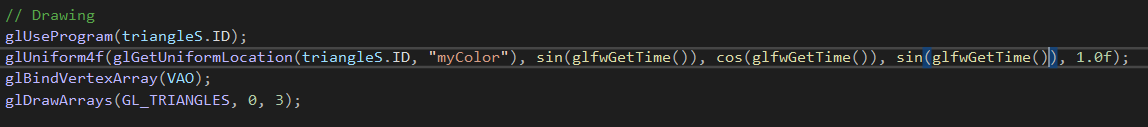 // Drawing
glUseProgram(triangleS.ID);
glUniform4f(glGetUniformLocation(triangleS.ID, "myColor"), sin(glfwGetTime()), cos(glfwGetTime()), sin(glfwGetTime()), 1.0f);
glBindVertexArray(VAO);
glDrawArrays(GL_TRIANGLES, 0, 3);